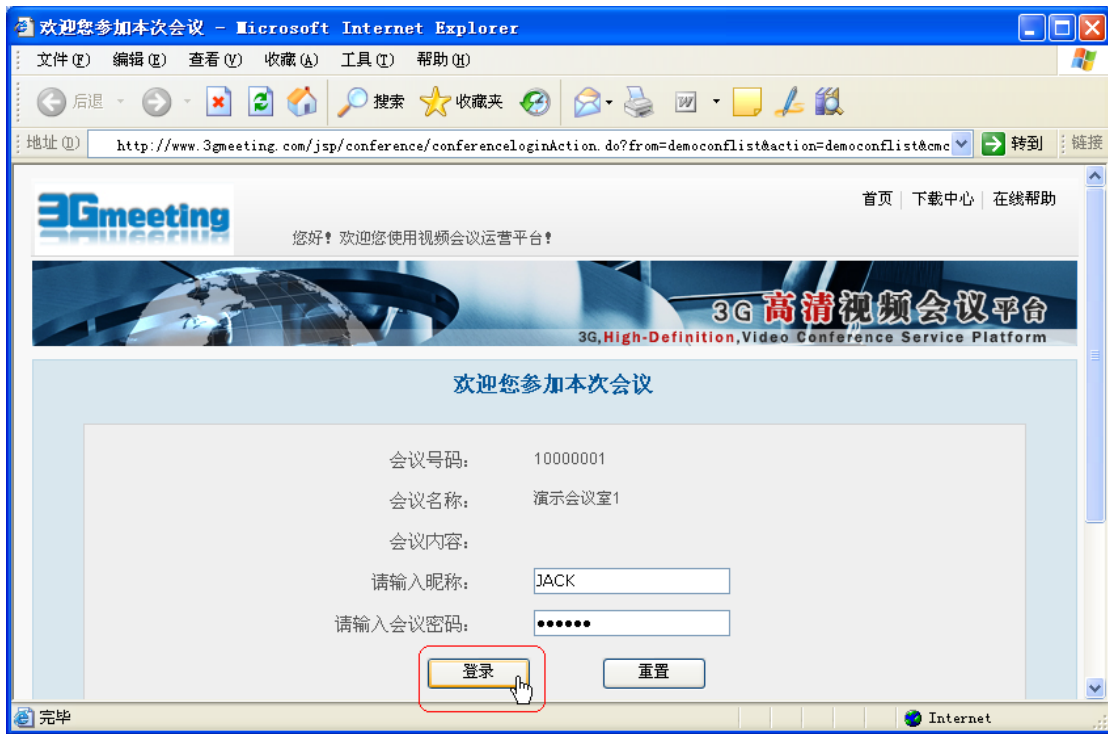 欢迎您参加本次会议 - Microsoft Internet Explorer
文件(F) 编辑(E) 查看(V) 收藏(A) 工具(T) 帮助(H)
后退 搜索 收藏夹
地址(D) http://www.3gmeeting.com/jsp/conference/conferenceloginAction.do?from=democonflist&action=democonflist&cmc 转到 链接
3Gmeeting
首页 | 下载中心 | 在线帮助
您好！欢迎您使用视频会议运营平台！
3G 高清视频会议平台
3G,High-Definition,Video Conference Service Platform
欢迎您参加本次会议
会议号码： 10000001
会议名称： 演示会议室1
会议内容：
请输入昵称： JACK
请输入会议密码： ●●●●●●
登录 重置
完毕 Internet